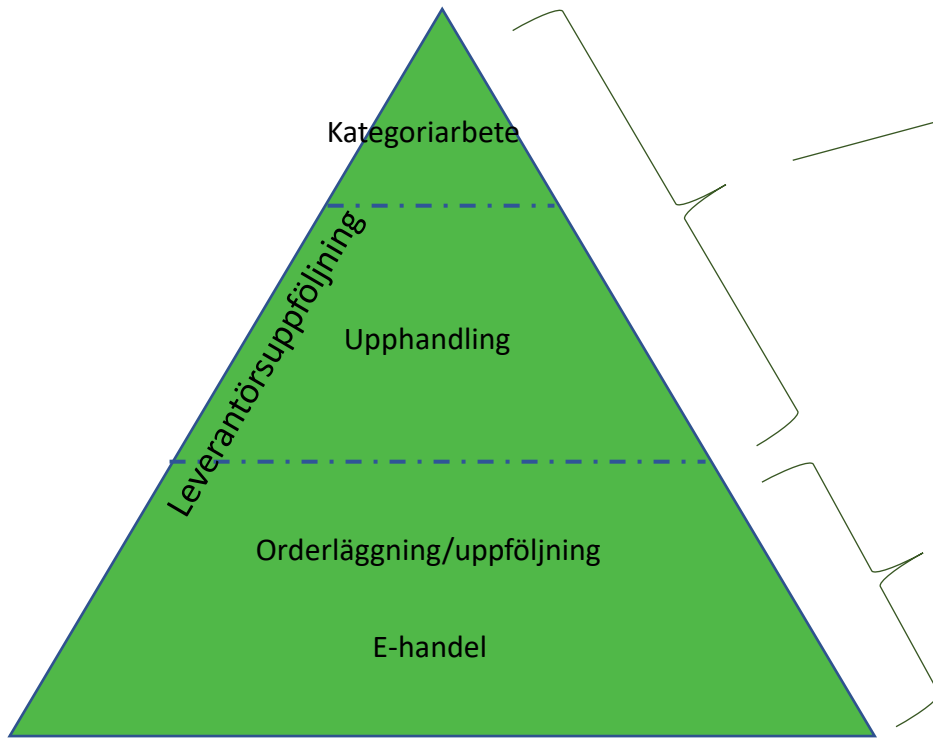 Kategoriarbete
Leverantörsuppföljning
Upphandling
Orderläggning/uppföljning
E-handel